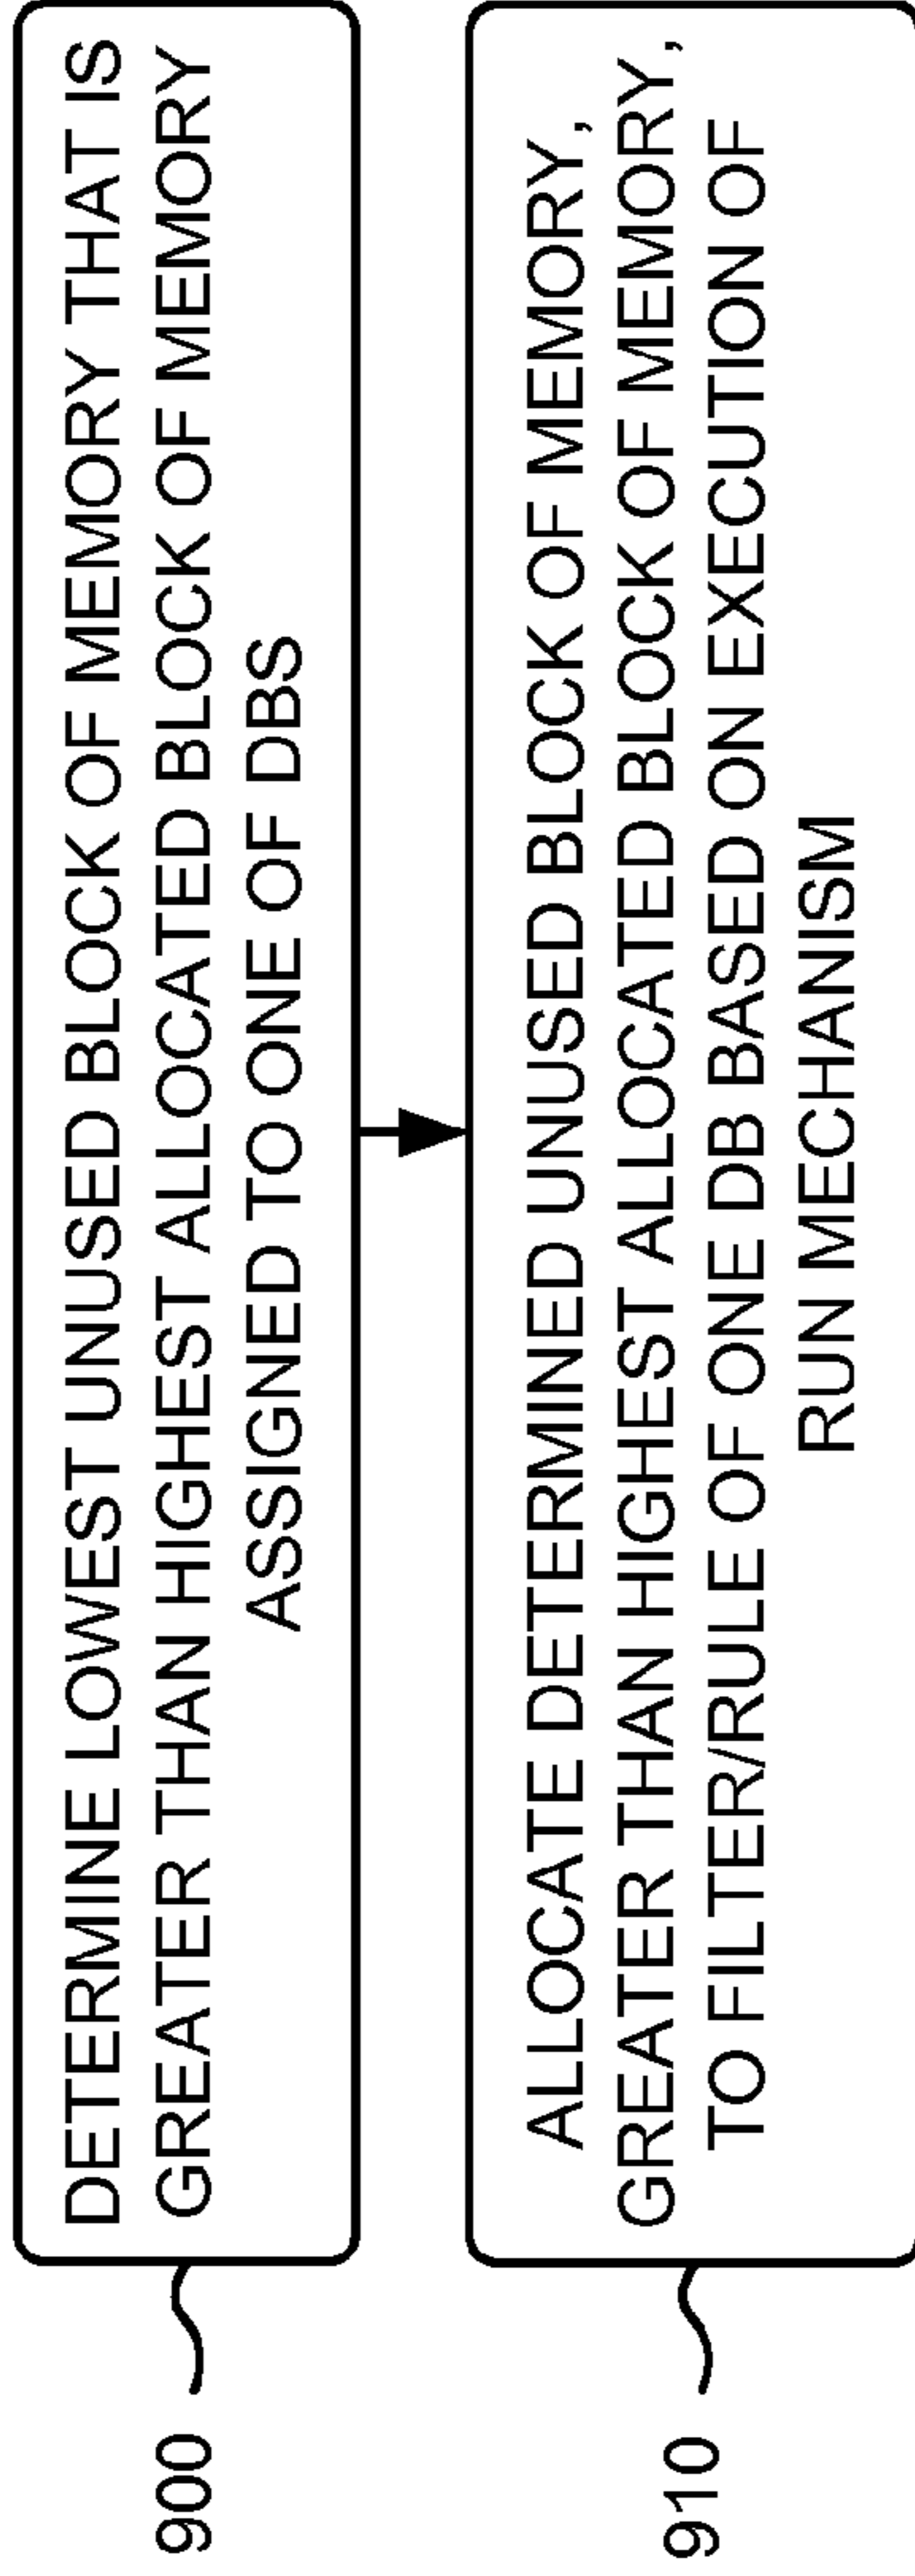 900
DETERMINE LOWEST UNUSED BLOCK OF MEMORY THAT IS
GREATER THAN HIGHEST ALLOCATED BLOCK OF MEMORY
ASSIGNED TO ONE OF DBS
910
ALLOCATE DETERMINED UNUSED BLOCK OF MEMORY,
GREATER THAN HIGHEST ALLOCATED BLOCK OF MEMORY,
TO FILTER/RULE OF ONE DB BASED ON EXECUTION OF
RUN MECHANISM